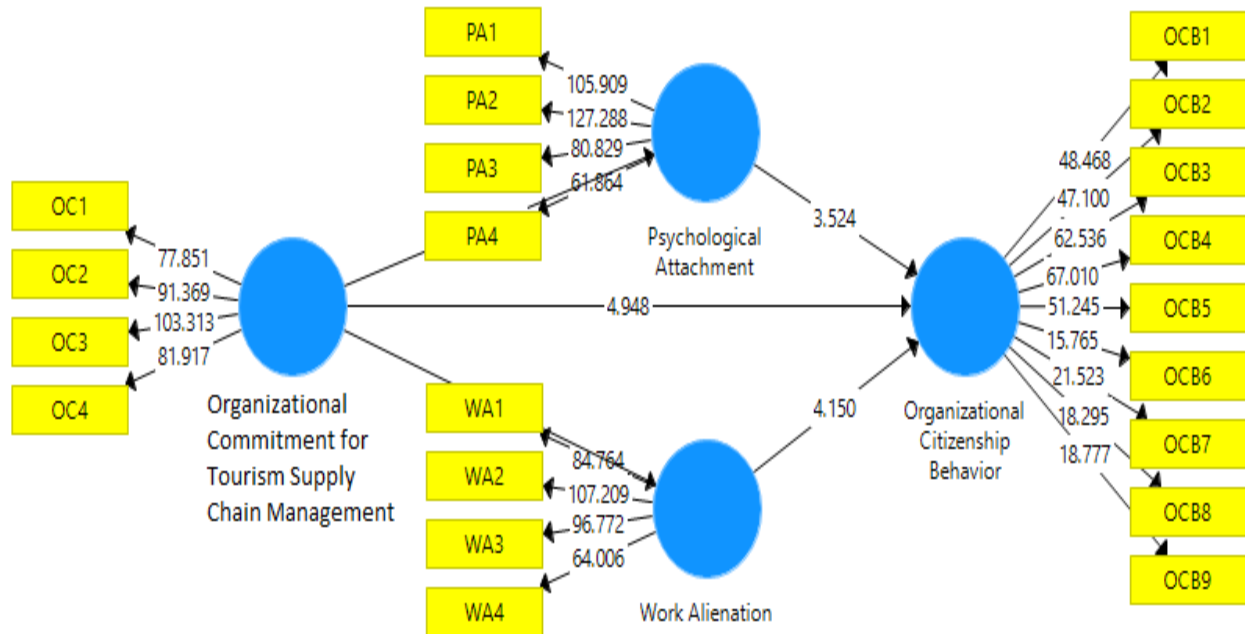 OC1
OC2
OC3
OC4
77.851
91.369
103.313
81.917
Organizational
Commitment for
Tourism Supply
Chain Management
PA1
PA2
PA3
PA4
105.909
127.288
80.829
61.864
Psychological
Attachment
3.524
4.948
4.150
WA1
WA2
WA3
WA4
84.764
107.209
96.772
64.006
Work Alienation
Organizational
Citizenship
Behavior
48.468
47.100
62.536
67.010
51.245
15.765
21.523
18.295
18.777
OCB1
OCB2
OCB3
OCB4
OCB5
OCB6
OCB7
OCB8
OCB9